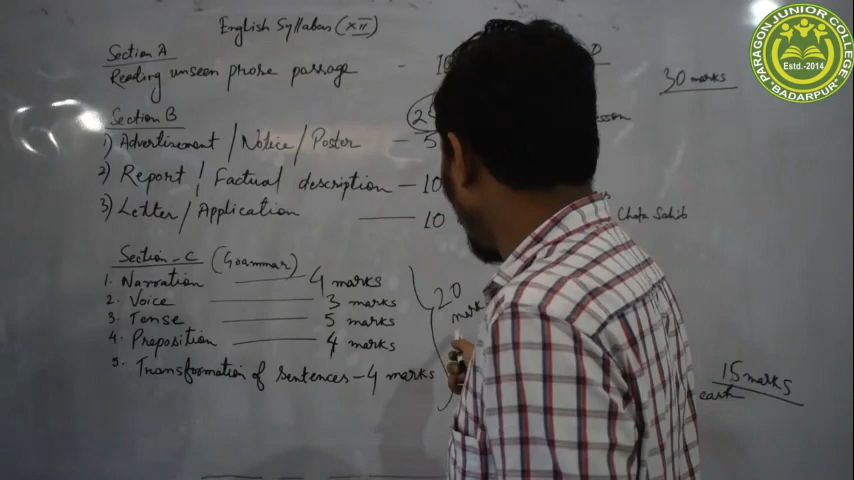 English Syllabus (XII)
Section A
Reading unseen prose passage - 10
30 marks
Section B
1) Advertisement / Notice / Poster - 5
2) Report / Factual description - 10
3) Letter / Application - 10
Chota Sahib
Section - C (Grammar)
1. Narration - 4 marks
2. Voice - 3 marks
3. Tense - 5 marks
4. Preposition - 4 marks
5. Transformation of sentences - 4 marks
20
15 marks
each
PARAGON JUNIOR COLLEGE
Estd.-2014
*BADARPUR*